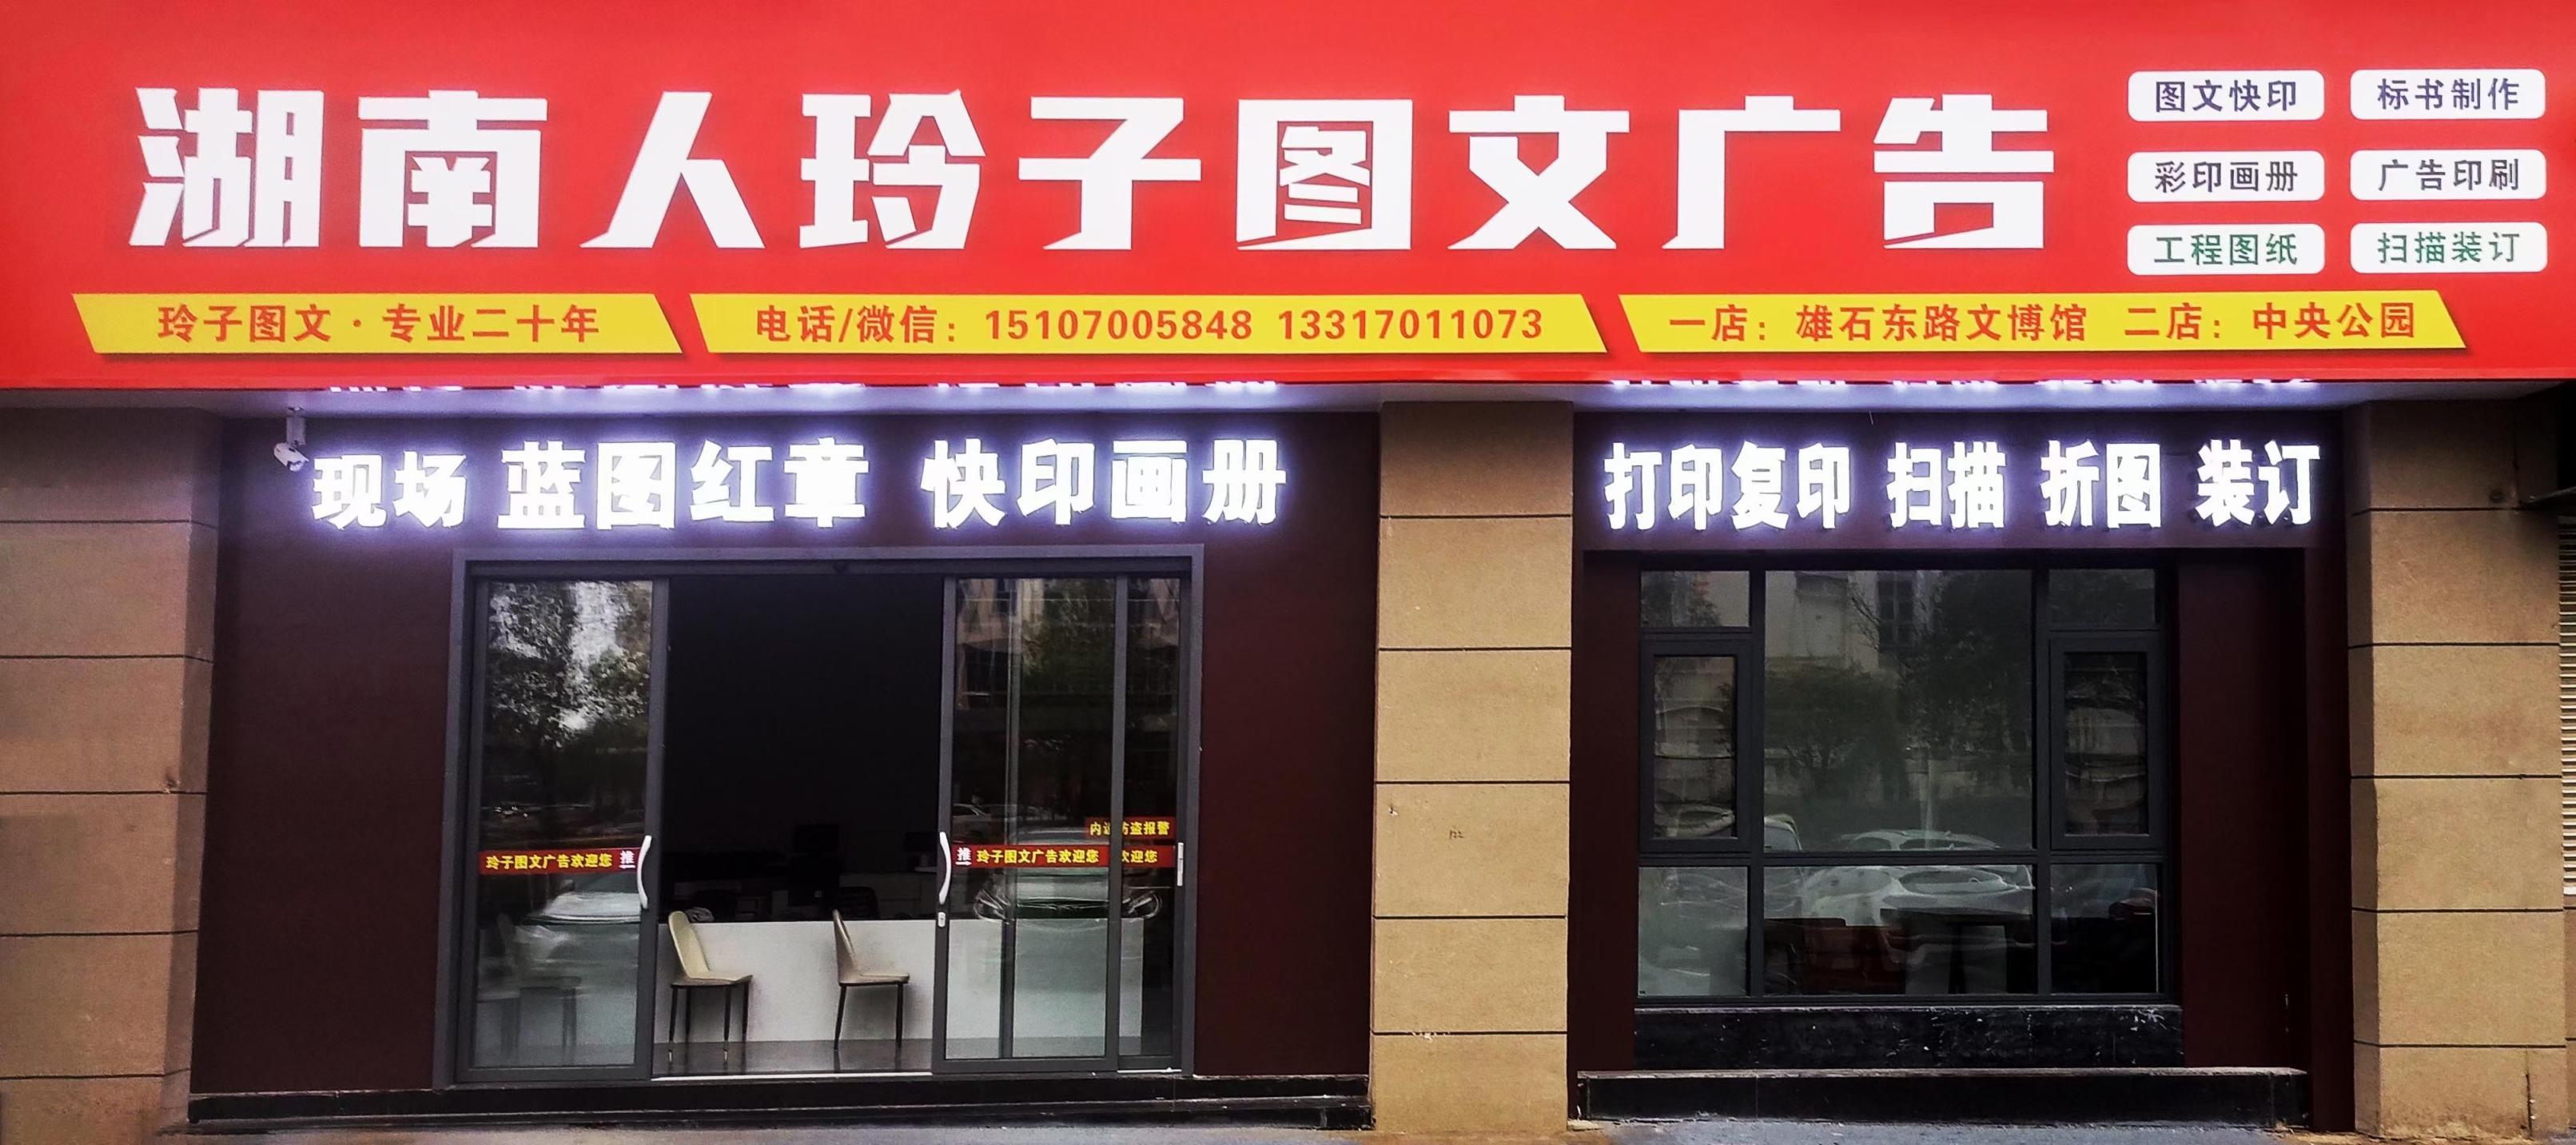 湖南人玲子图文广告
图文快印 标书制作
彩印画册 广告印刷
工程图纸 扫描装订
玲子图文·专业二十年 电话/微信：15107005848 13317011073 一店：雄石东路文博馆 二店：中央公园
现场 蓝图红章 快印画册 打印复印 扫描 折图 装订
内 防盗报警
玲子图文广告欢迎您 推 推 玲子图文广告欢迎您 欢迎您